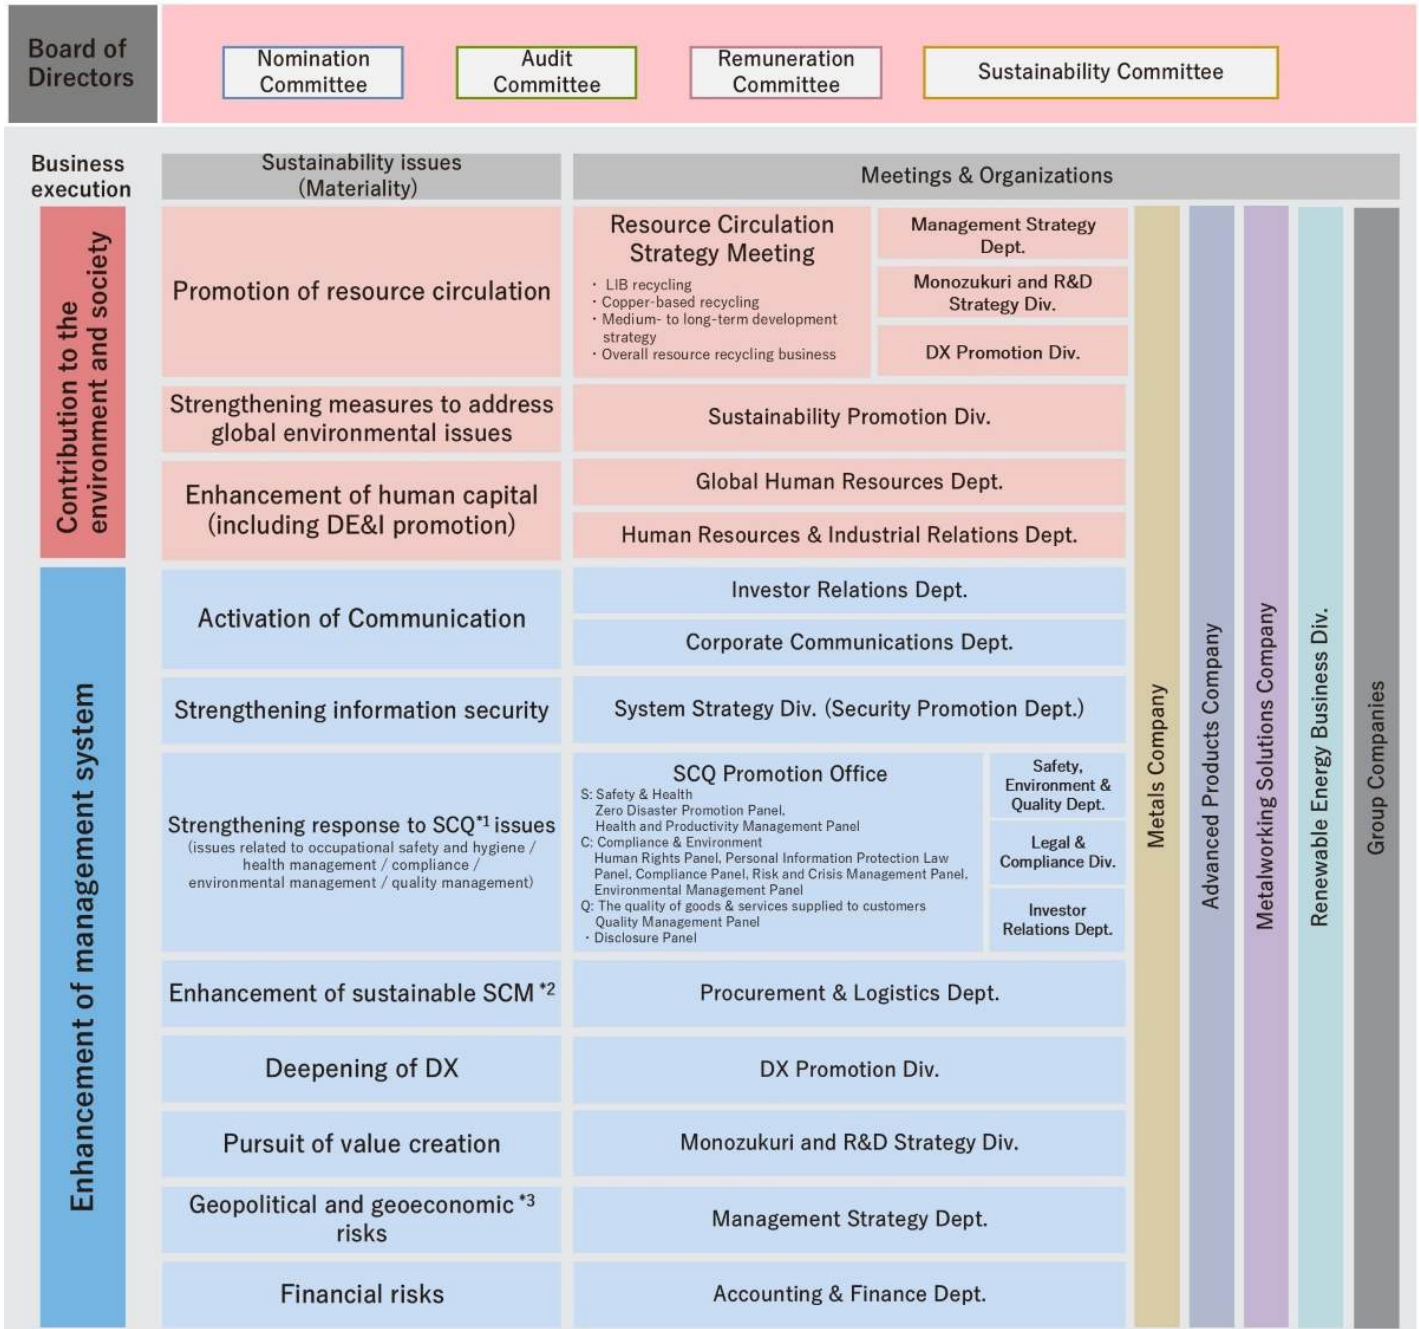 Board of
Directors
Nomination
Committee
Audit
Committee
Remuneration
Committee
Sustainability Committee
Business
execution
Sustainability issues
(Materiality)
Meetings & Organizations
Contribution to the
environment and society
Promotion of resource circulation
Resource Circulation
Strategy Meeting
・ LIB recycling
・Copper-based recycling
・Medium- to long-term development
strategy
・Overall resource recycling business
Management Strategy
Dept.
Monozukuri and R&D
Strategy Div.
DX Promotion Div.
Strengthening measures to address
global environmental issues
Sustainability Promotion Div.
Enhancement of human capital
(including DE&I promotion)
Global Human Resources Dept.
Human Resources & Industrial Relations Dept.
Enhancement of management system
Activation of Communication
Investor Relations Dept.
Corporate Communications Dept.
Strengthening information security
System Strategy Div. (Security Promotion Dept.)
Strengthening response to SCQ*1 issues
(issues related to occupational safety and hygiene /
health management / compliance /
environmental management / quality management)
SCQ Promotion Office
S: Safety & Health
Zero Disaster Promotion Panel,
Health and Productivity Management Panel
C: Compliance & Environment
Human Rights Panel, Personal Information Protection Law
Panel, Compliance Panel, Risk and Crisis Management Panel,
Environmental Management Panel
Q: The quality of goods & services supplied to customers
Quality Management Panel
・Disclosure Panel
Safety,
Environment &
Quality Dept.
Legal &
Compliance Div.
Investor
Relations Dept.
Enhancement of sustainable SCM *2
Procurement & Logistics Dept.
Deepening of DX
DX Promotion Div.
Pursuit of value creation
Monozukuri and R&D Strategy Div.
Geopolitical and geoeconomic *3
risks
Management Strategy Dept.
Financial risks
Accounting & Finance Dept.
Metals Company
Advanced Products Company
Metalworking Solutions Company
Renewable Energy Business Div.
Group Companies